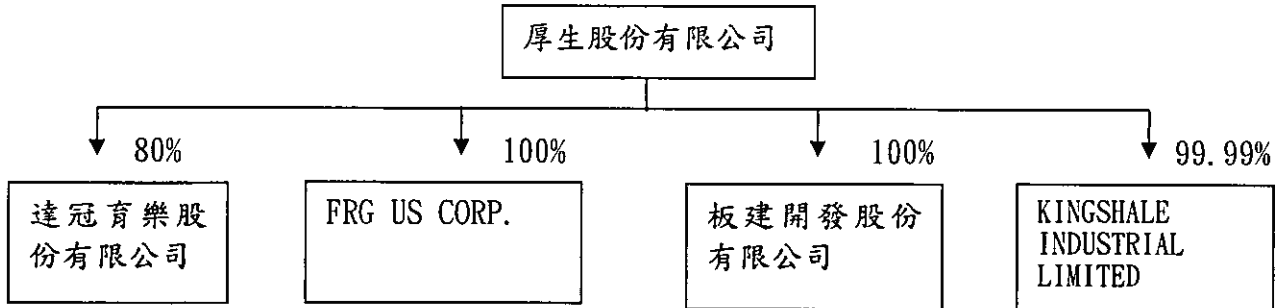 厚生股份有限公司
80%
100%
100%
99.99%
達冠育樂股
份有限公司
FRG US CORP.
板建開發股份
有限公司
KINGSHALE
INDUSTRIAL
LIMITED